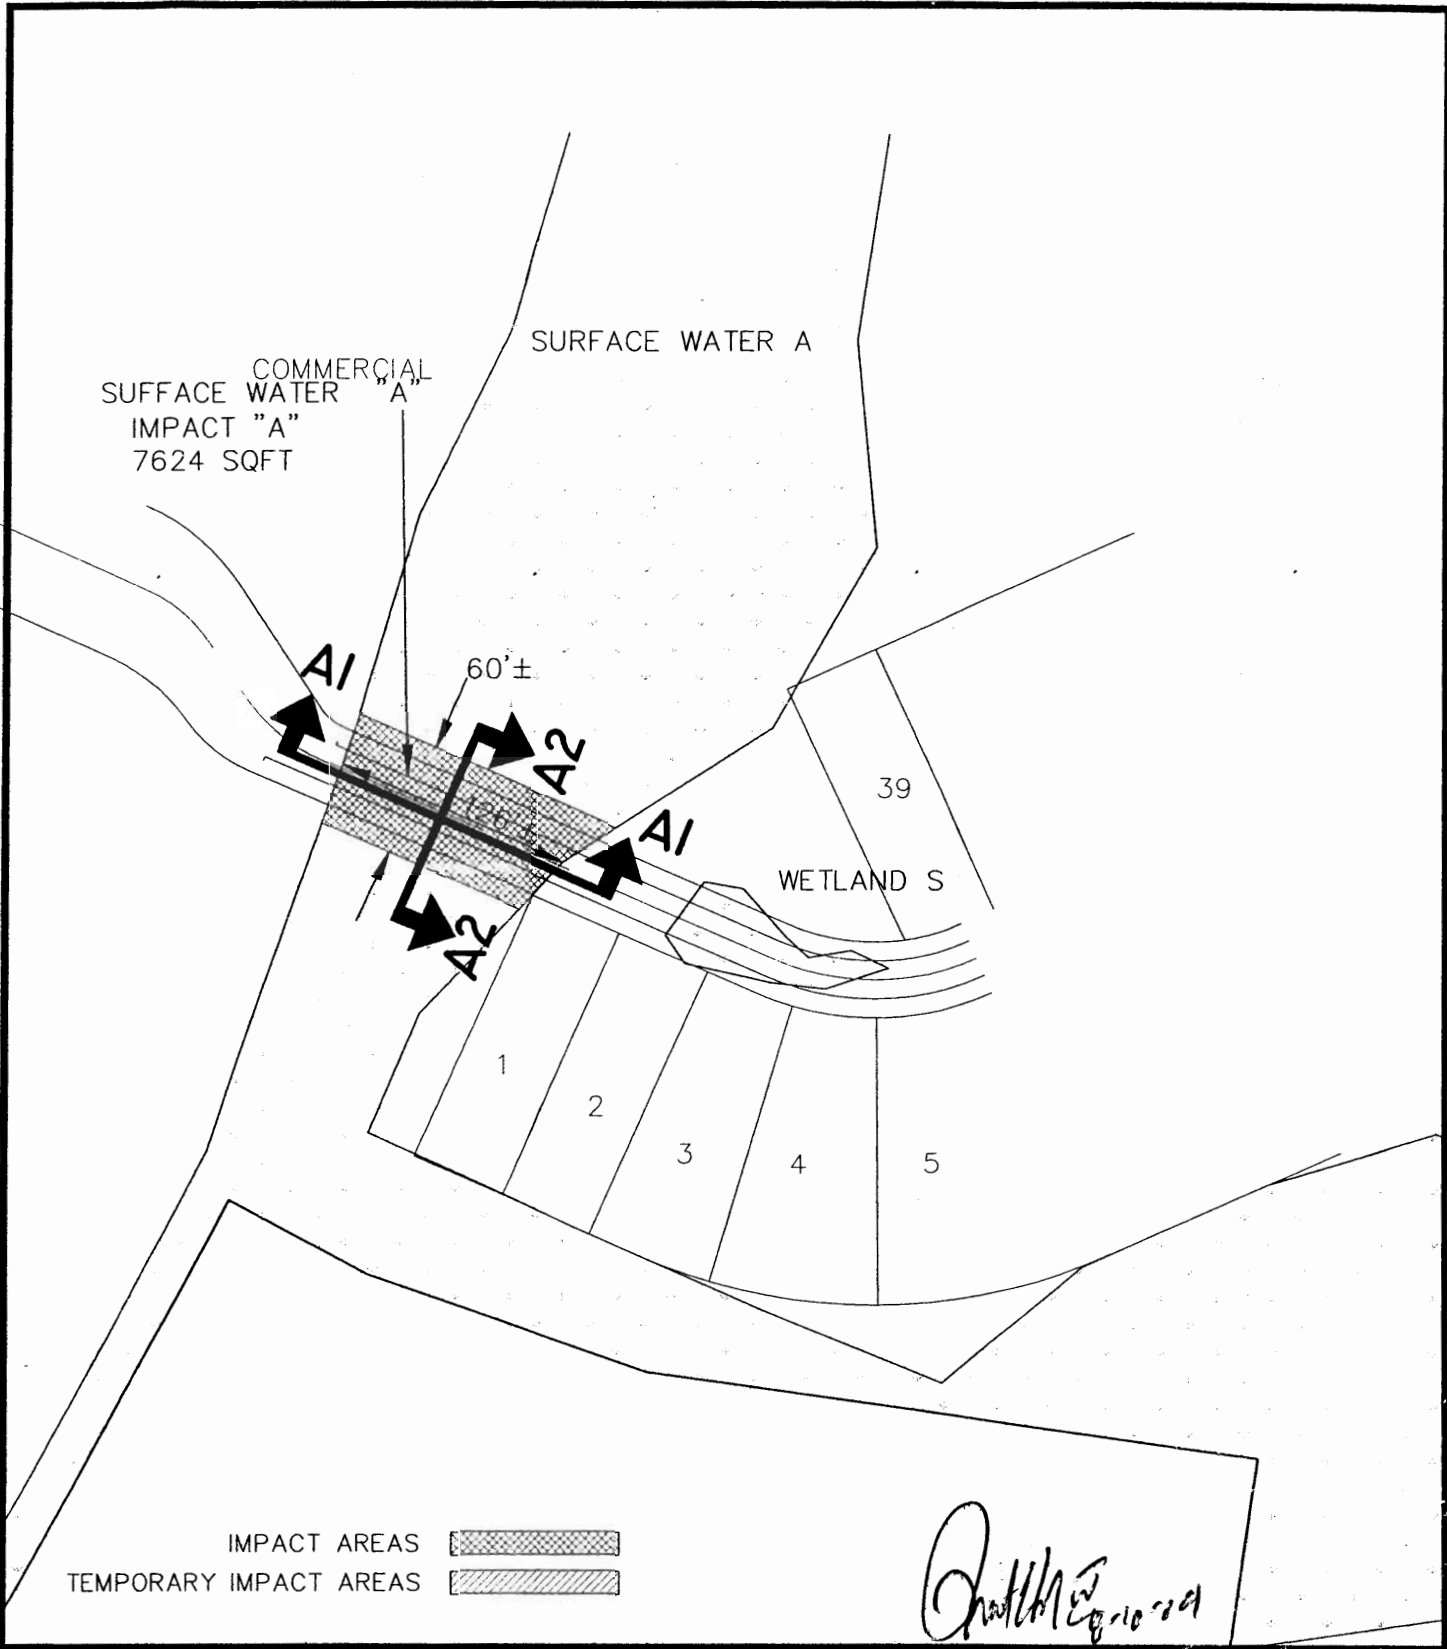 SURFACE WATER A
COMMERCIAL
SUFFACE WATER "A"
IMPACT "A"
7624 SQFT
A1
60'±
A2
126'±
A1
39
WETLAND S
A2
1
2
3
4
5
IMPACT AREAS
TEMPORARY IMPACT AREAS